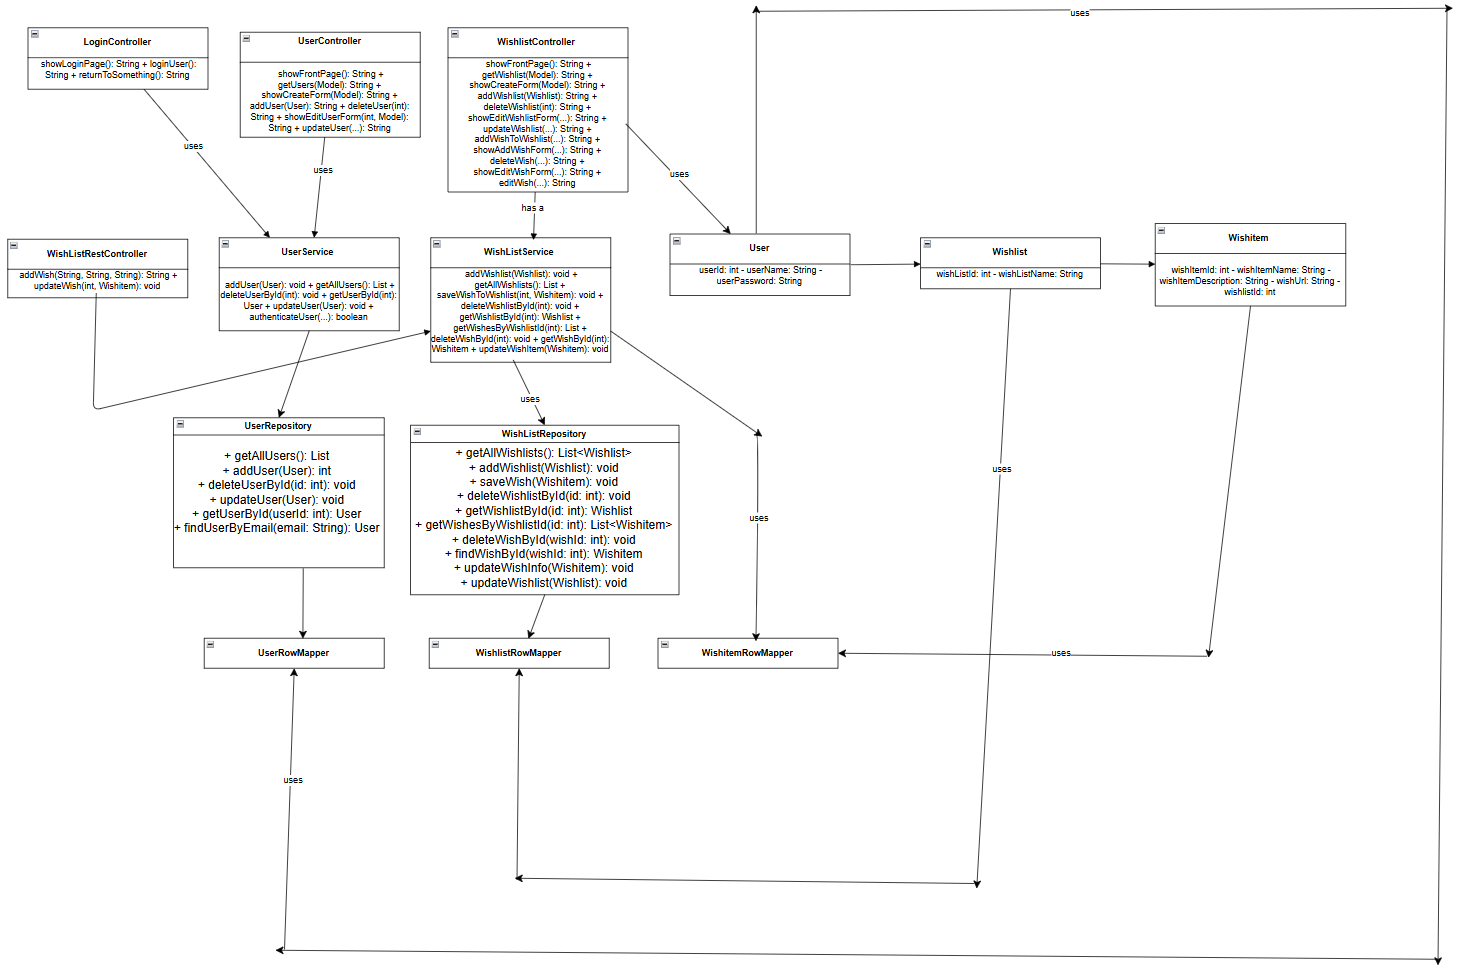 uses
LoginController
showLoginPage(): String + loginUser():
String + returnToSomething(): String
UserController
showFrontPage(): String +
getUsers(Model): String +
showCreateForm(Model): String +
addUser(User): String + deleteUser(int):
String + showEditUserForm(int, Model):
String + updateUser(...): String
WishlistController
showFrontPage(): String +
getWishlist(Model): String +
showCreateForm(Model): String +
addWishlist(Wishlist): String +
deleteWishlist(int): String +
showEditWishlistForm(...): String +
updateWishlist(...): String +
addWishToWishlist(...): String +
showAddWishForm(...): String +
deleteWish(...): String +
showEditWishForm(...): String +
editWish(...): String
uses
uses
uses
has a
WishListRestController
addWish(String, String, String): String +
updateWish(int, Wishitem): void
UserService
addUser(User): void + getAllUsers(): List +
deleteUserById(int): void + getUserById(int):
User + updateUser(User): void +
authenticateUser(...): boolean
WishListService
addWishlist(Wishlist): void +
getAllWishlists(): List +
saveWishToWishlist(int, Wishitem): void +
deleteWishlistById(int): void +
getWishlistById(int): Wishlist +
getWishesByWishlistId(int): List +
deleteWishById(int): void + getWishById(int):
Wishitem + updateWishItem(Wishitem): void
User
userId: int - userName: String -
userPassword: String
Wishlist
wishListId: int - wishListName: String
Wishitem
wishItemId: int - wishItemName: String -
wishItemDescription: String - wishUrl: String -
wishlistId: int
uses
UserRepository
+ getAllUsers(): List
+ addUser(User): int
+ deleteUserById(id: int): void
+ updateUser(User): void
+ getUserById(userId: int): User
+ findUserByEmail(email: String): User
WishListRepository
+ getAllWishlists(): List<Wishlist>
+ addWishlist(Wishlist): void
+ saveWish(Wishitem): void
+ deleteWishlistById(id: int): void
+ getWishlistById(id: int): Wishlist
+ getWishesByWishlistId(id: int): List<Wishitem>
+ deleteWishById(wishId: int): void
+ findWishById(wishId: int): Wishitem
+ updateWishInfo(Wishitem): void
+ updateWishlist(Wishlist): void
uses
uses
UserRowMapper
WishlistRowMapper
WishitemRowMapper
uses
uses